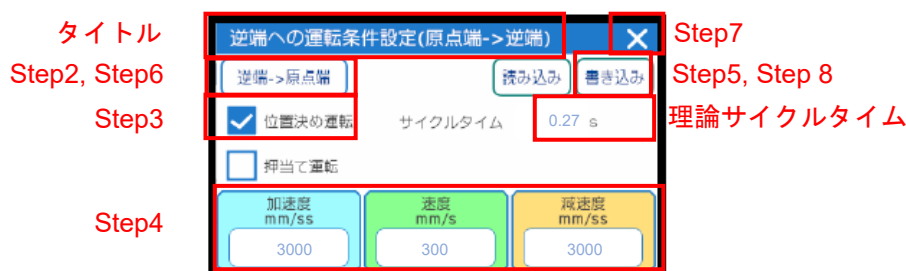 タイトル
逆端への運転条件設定(原点端->逆端)
Step7
Step2, Step6
逆端->原点端
読み込み
書き込み
Step5, Step 8
Step3
位置決め運転
サイクルタイム
0.27 s
理論サイクルタイム
押当て運転
Step4
加速度
mm/ss
3000
速度
mm/s
300
減速度
mm/ss
3000